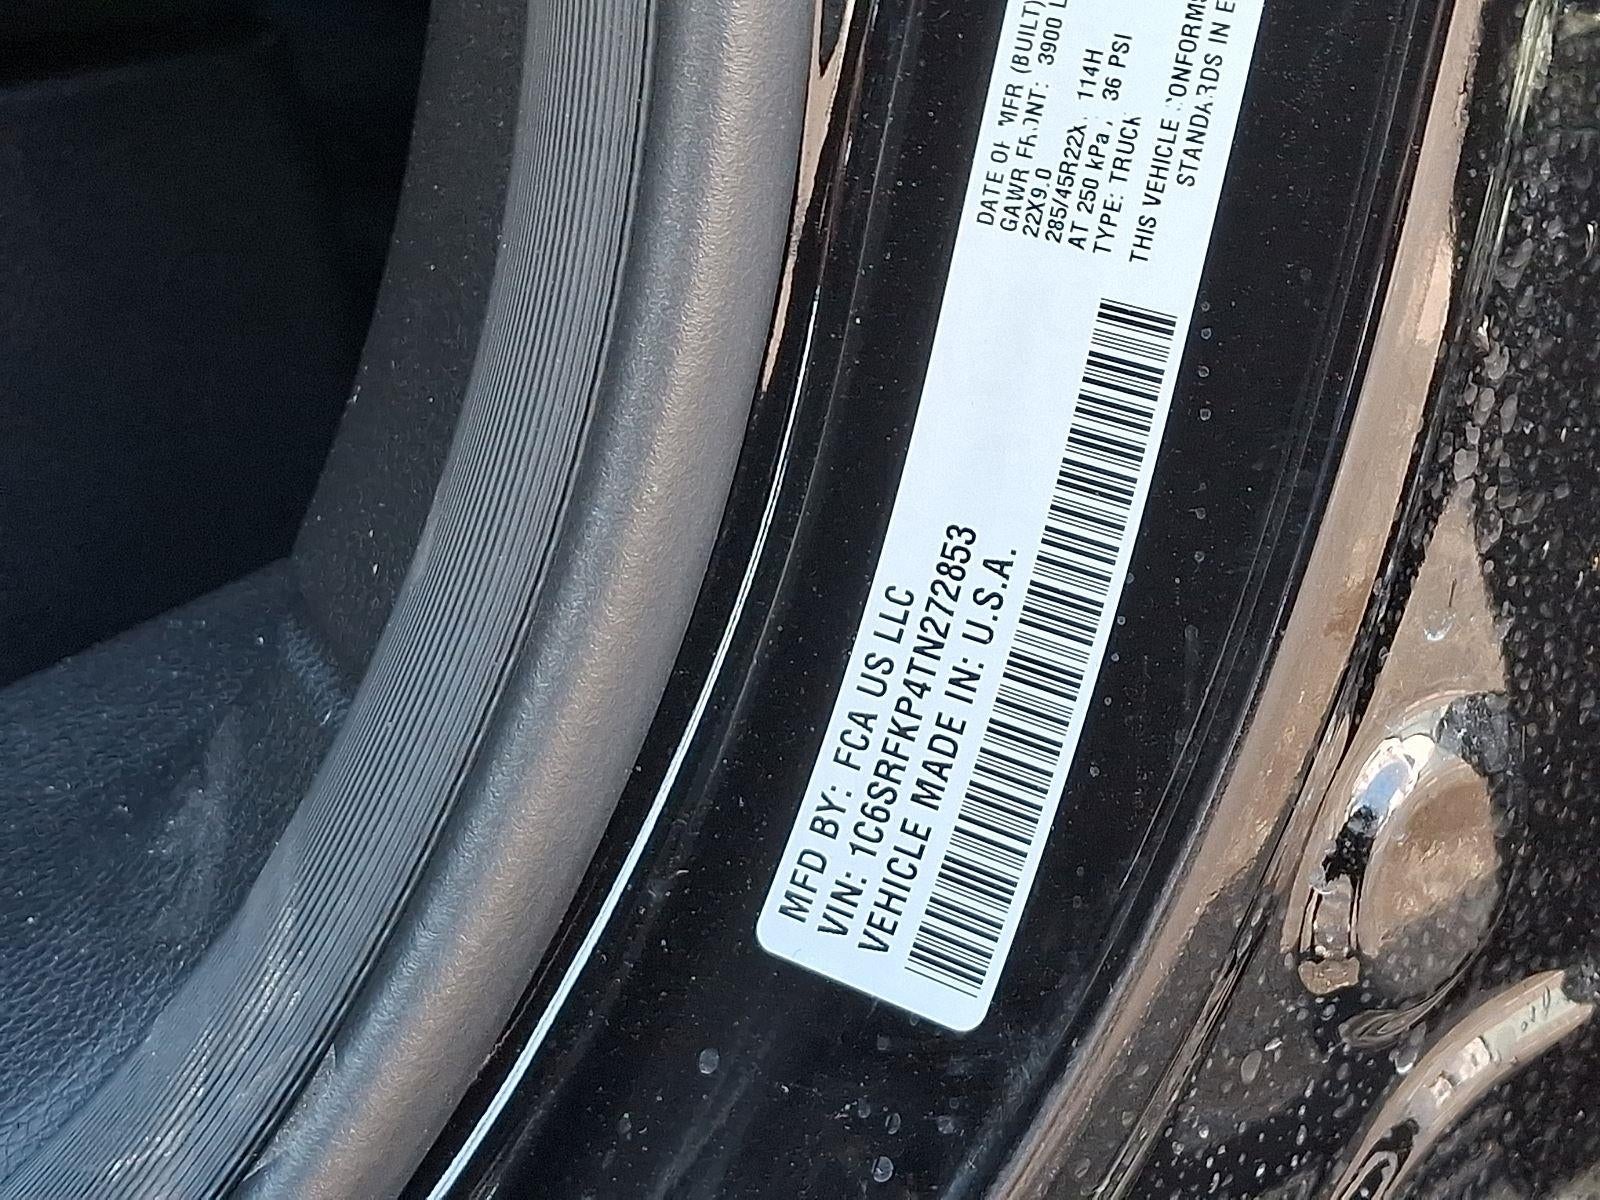 MFD BY: FCA US LLC
VIN: 1C6SRFKP4TN272853
VEHICLE MADE IN: U.S.A.
DATE OF MFR (BUILT)
GAWR FRONT: 3900 L
22X9.0
285/45R22X 114H
AT 250 kPa / 36 PSI
TYPE: TRUCK
THIS VEHICLE CONFORMS
STANDARDS IN E